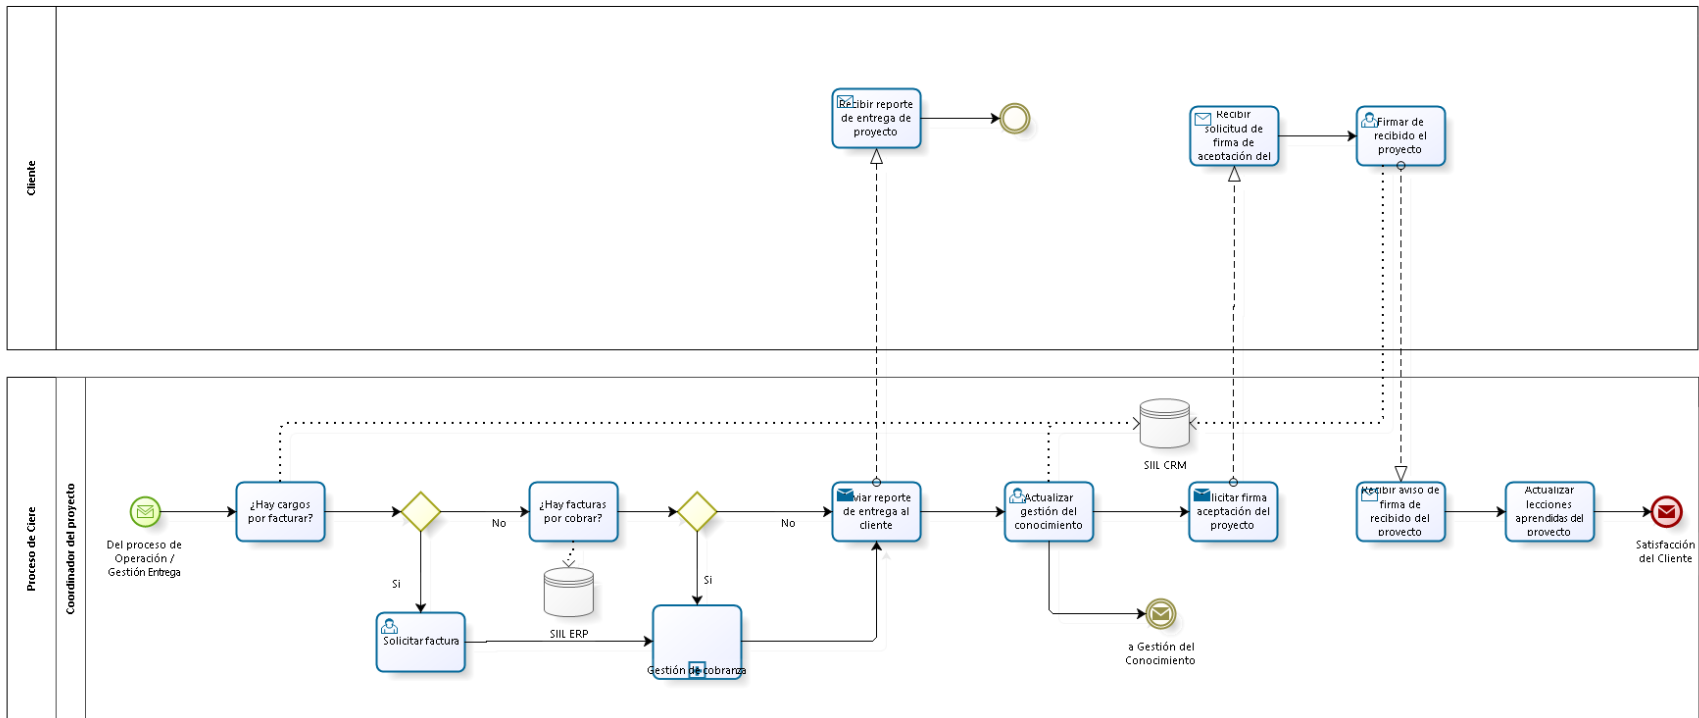 Cliente
Recibir reporte
de entrega de
proyecto
Recibir
solicitud de
firma de
aceptación del
Firmar de
recibido el
proyecto
Proceso de Ciere
Coordinador del proyecto
Del proceso de
Operación /
Gestión Entrega
¿Hay cargos
por facturar?
No
Si
Solicitar factura
¿Hay facturas
por cobrar?
SIIL ERP
No
Si
Gestión de cobranza
viar reporte
de entrega al
cliente
Actualizar
gestión del
conocimiento
a Gestión del
Conocimiento
SIIL CRM
licitar firma
aceptación del
proyecto
Recibir aviso de
firma de
recibido del
proyecto
Actualizar
lecciones
aprendidas del
proyecto
Satisfacción
del Cliente